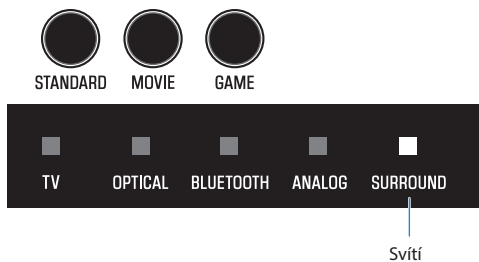 STANDARD MOVIE GAME
TV OPTICAL BLUETOOTH ANALOG SURROUND
Svítí